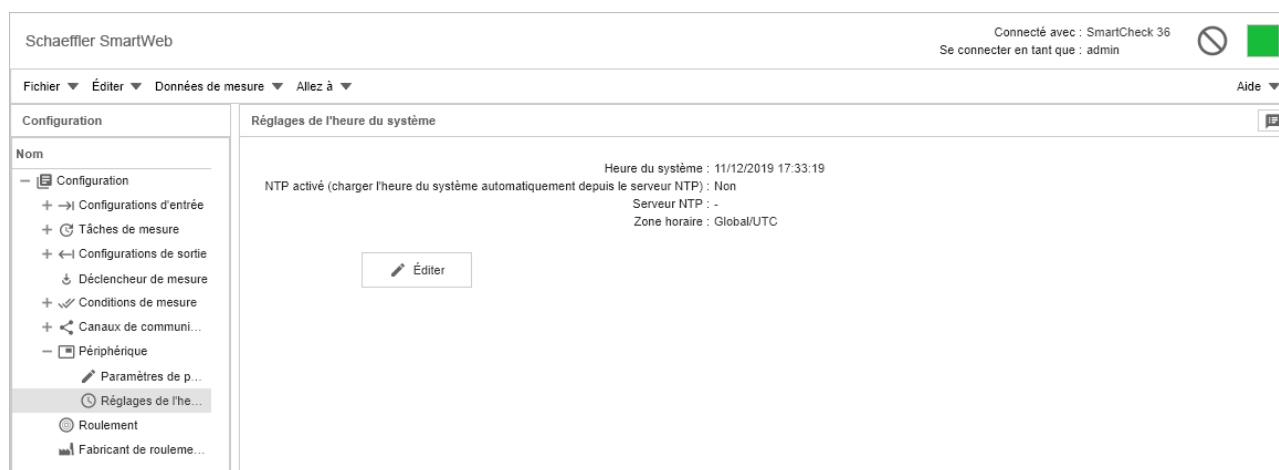 Schaeffler SmartWeb
Connecté avec : SmartCheck 36
Se connecter en tant que : admin
Fichier Éditer Données de mesure Allez à Aide
Configuration
Réglages de l'heure du système
Nom
Configuration
Configurations d'entrée
Tâches de mesure
Configurations de sortie
Déclencheur de mesure
Conditions de mesure
Canaux de communi...
Périphérique
Paramètres de p...
Réglages de l'he...
Roulement
Fabricant de rouleme...
Heure du système : 11/12/2019 17:33:19
NTP activé (charger l'heure du système automatiquement depuis le serveur NTP) : Non
Serveur NTP : -
Zone horaire : Global/UTC
Éditer